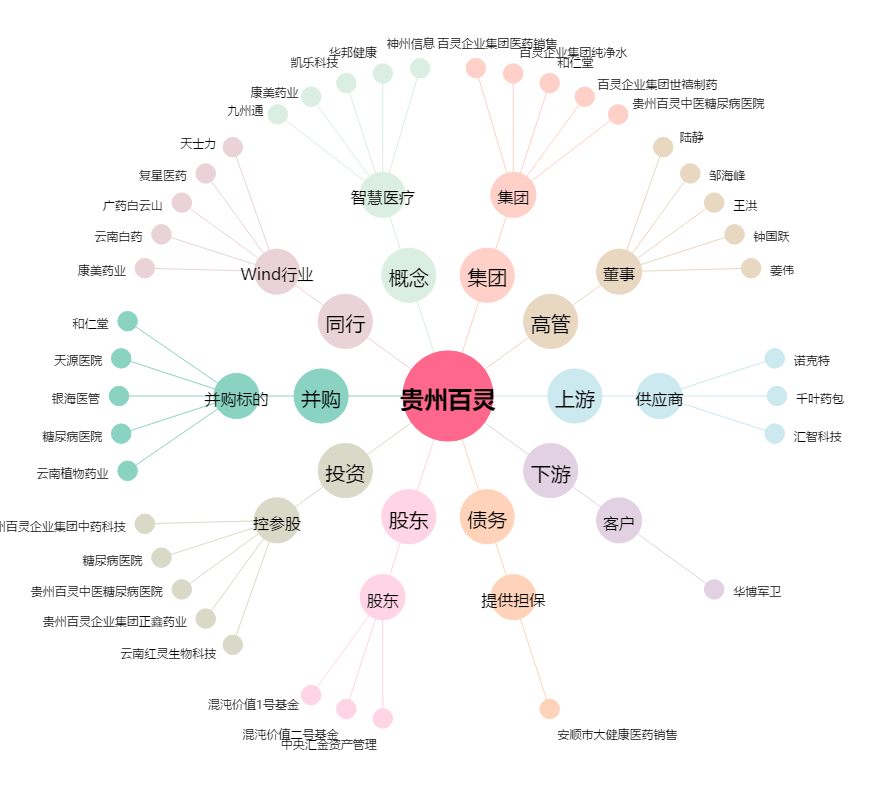 神州信息
百灵企业集团医药销售
华邦健康
百灵企业集团纯净水
凯乐科技
和仁堂
康美药业
百灵企业集团世禧制药
九州通
贵州百灵中医糖尿病医院
天士力
陆静
复星医药
智慧医疗
集团
邹海峰
广药白云山
王洪
云南白药
钟国跃
康美药业
Wind行业
概念
集团
董事
姜伟
和仁堂
同行
高管
天源医院
诺克特
银海医管
并购标的
并购
贵州百灵
上游
供应商
千叶药包
糖尿病医院
汇智科技
云南植物药业
投资
下游
州百灵企业集团中药科技
控参股
股东
债务
客户
糖尿病医院
贵州百灵中医糖尿病医院
华博军卫
股东
提供担保
贵州百灵企业集团正鑫药业
云南红灵生物科技
混沌价值1号基金
混沌价值二号基金
安顺市大健康医药销售
中央汇金资产管理